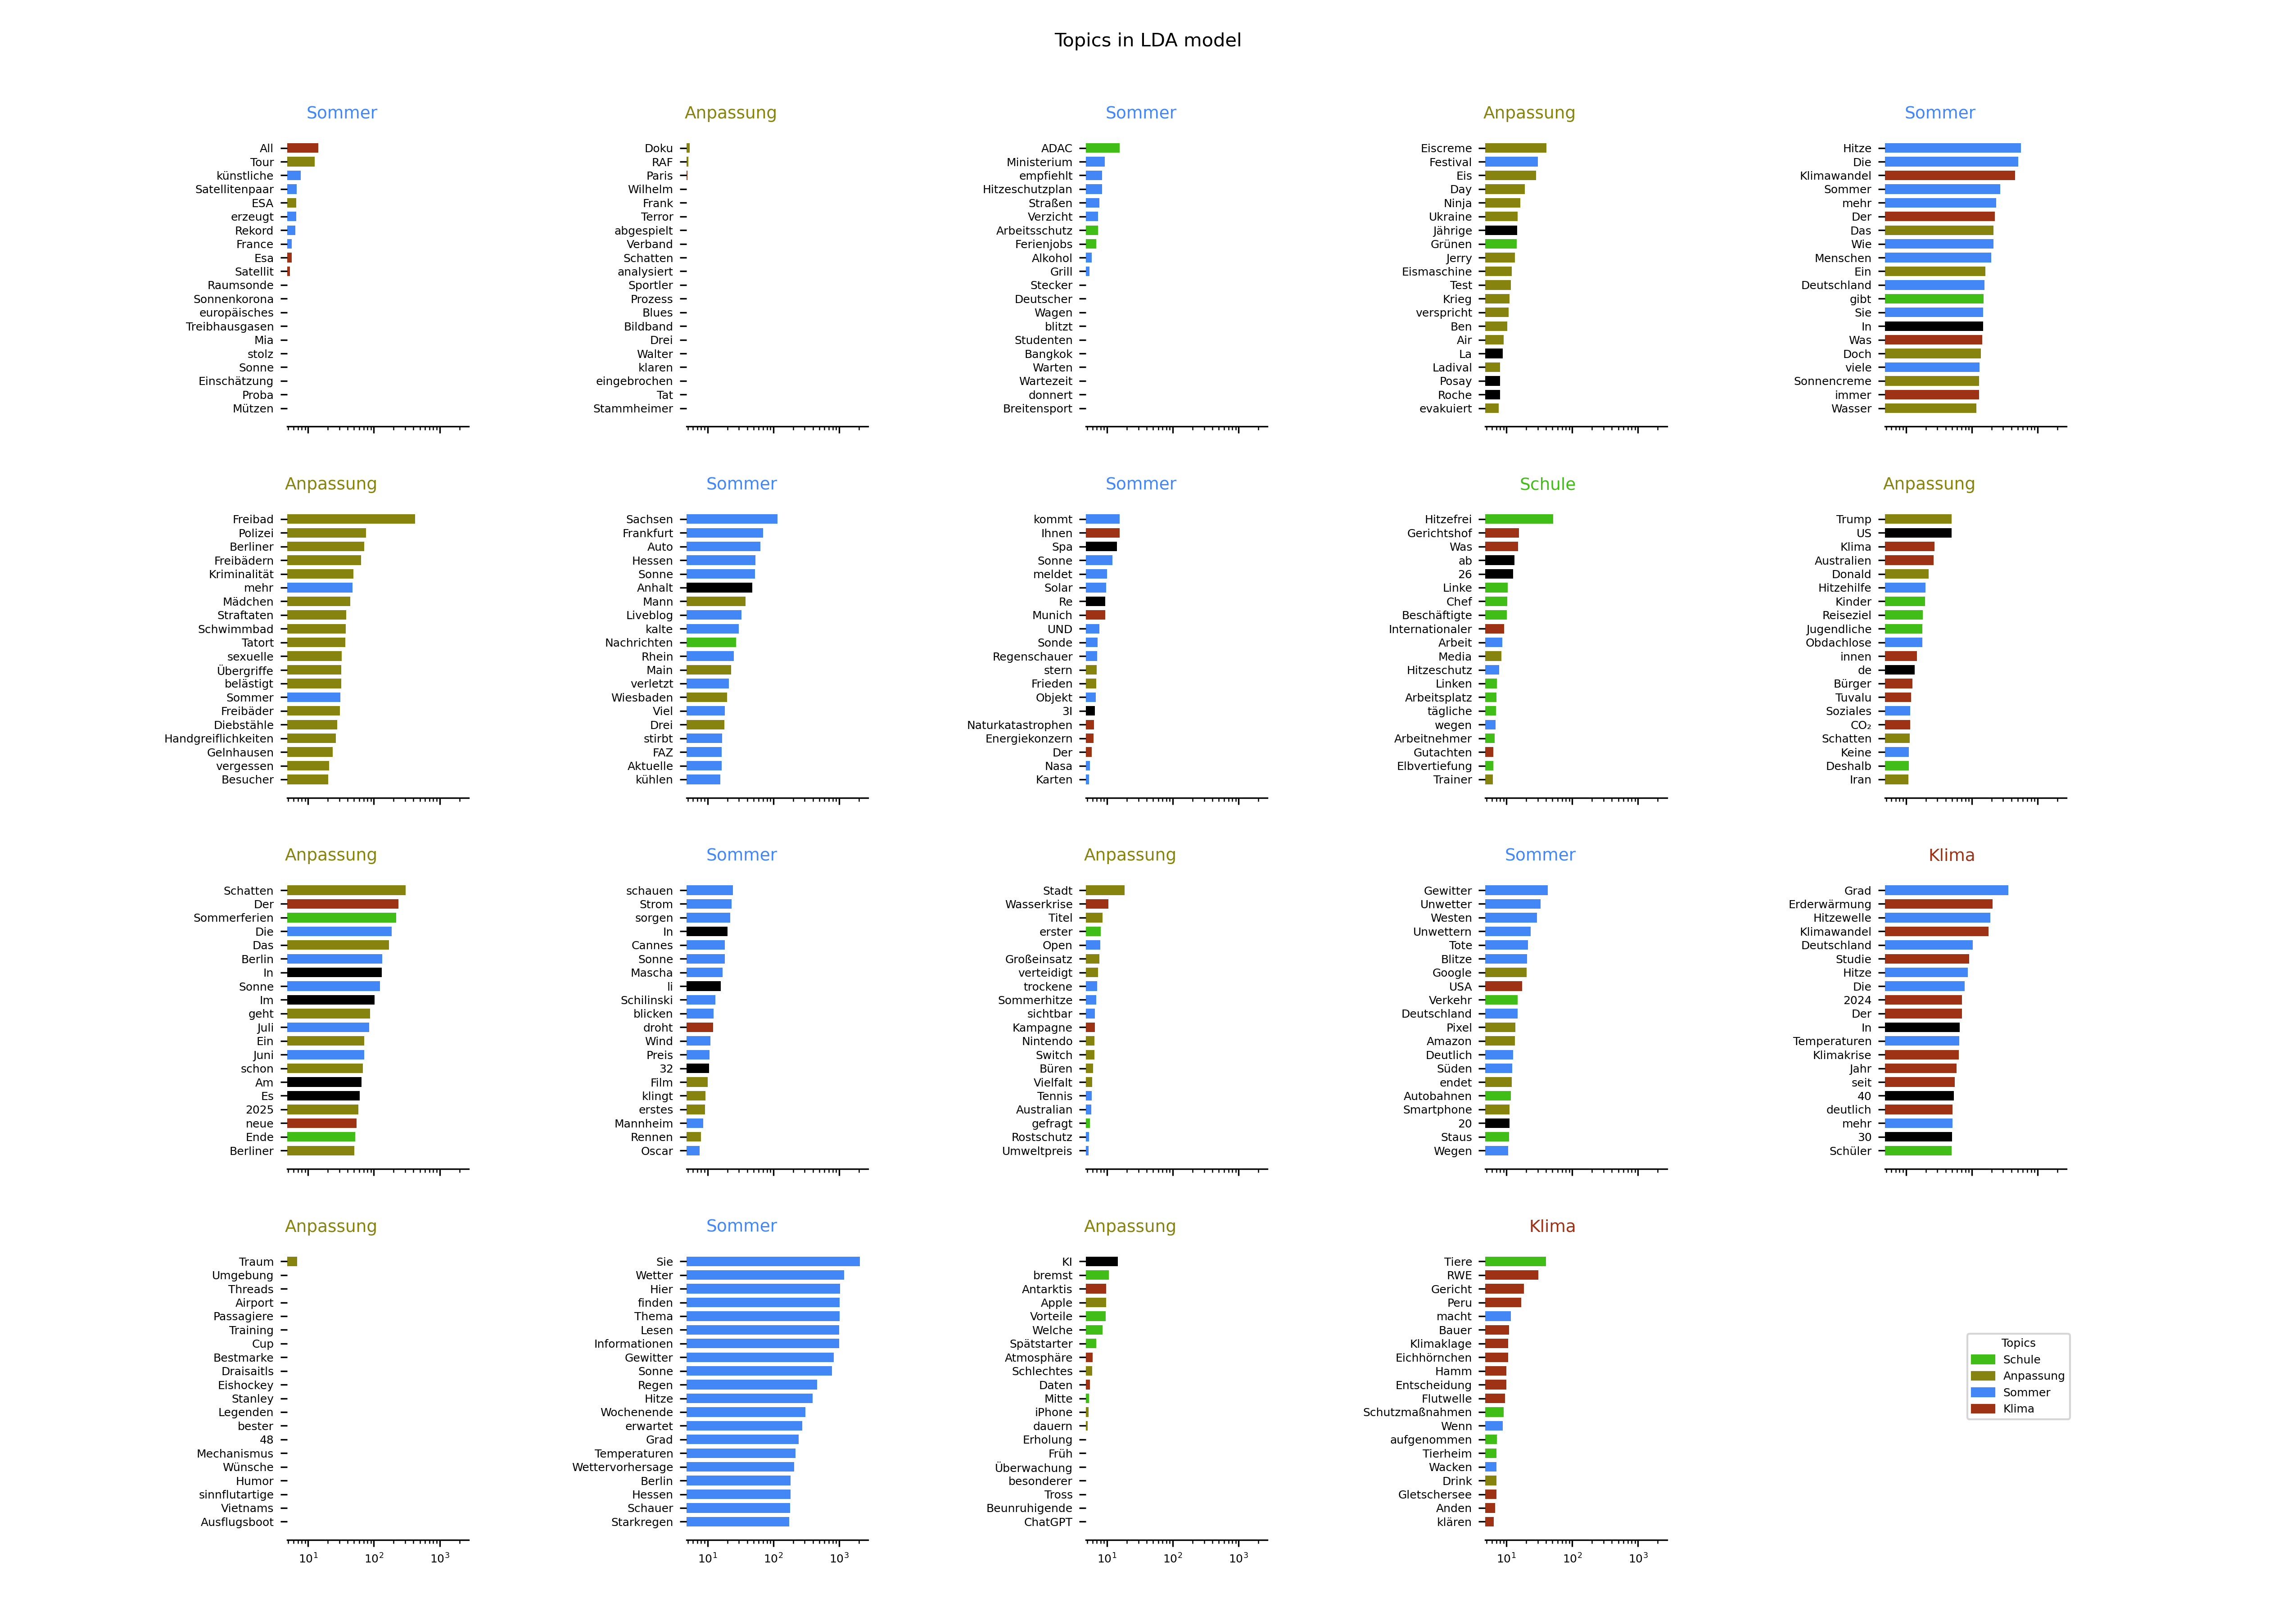 Topics in LDA model
Sommer
All
Tour
künstliche
Satellitenpaar
ESA
erzeugt
Rekord
France
Esa
Satellit
Raumsonde
Sonnenkorona
europäisches
Treibhausgasen
Mia
stolz
Sonne
Einschätzung
Proba
Mützen
Anpassung
Doku
RAF
Paris
Wilhelm
Frank
Terror
abgespielt
Verband
Schatten
analysiert
Sportler
Prozess
Blues
Bildband
Drei
Walter
klaren
eingebrochen
Tat
Stammheimer
Sommer
ADAC
Ministerium
empfiehlt
Hitzeschutzplan
Straßen
Verzicht
Arbeitsschutz
Ferienjobs
Alkohol
Grill
Stecker
Deutscher
Wagen
blitzt
Studenten
Bangkok
Warten
Wartezeit
donnert
Breitensport
Anpassung
Eiscreme
Festival
Eis
Day
Ninja
Ukraine
Jährige
Grünen
Jerry
Eismaschine
Test
Krieg
verspricht
Ben
Air
La
Ladival
Posay
Roche
evakuiert
Sommer
Hitze
Die
Klimawandel
Sommer
mehr
Der
Das
Wie
Menschen
Ein
Deutschland
gibt
Sie
In
Was
Doch
viele
Sonnencreme
immer
Wasser
Anpassung
Freibad
Polizei
Berliner
Freibädern
Kriminalität
mehr
Mädchen
Straftaten
Schwimmbad
Tatort
sexuelle
Übergriffe
belästigt
Sommer
Freibäder
Diebstähle
Handgreiflichkeiten
Gelnhausen
vergessen
Besucher
Sommer
Sachsen
Frankfurt
Auto
Hessen
Sonne
Anhalt
Mann
Liveblog
kalte
Nachrichten
Rhein
Main
verletzt
Wiesbaden
Viel
Drei
stirbt
FAZ
Aktuelle
kühlen
Sommer
kommt
Ihnen
Spa
Sonne
meldet
Solar
Re
Munich
UND
Sonde
Regenschauer
stern
Frieden
Objekt
3I
Naturkatastrophen
Energiekonzern
Der
Nasa
Karten
Schule
Hitzefrei
Gerichtshof
Was
ab
26
Linke
Chef
Beschäftigte
Internationaler
Arbeit
Media
Hitzeschutz
Linken
Arbeitsplatz
tägliche
wegen
Arbeitnehmer
Gutachten
Elbvertiefung
Trainer
Anpassung
Trump
US
Klima
Australien
Donald
Hitzehilfe
Kinder
Reiseziel
Jugendliche
Obdachlose
innen
de
Bürger
Tuvalu
Soziales
CO₂
Schatten
Keine
Deshalb
Iran
Anpassung
Schatten
Der
Sommerferien
Die
Das
Berlin
In
Sonne
Im
geht
Juli
Ein
Juni
schon
Am
Es
2025
neue
Ende
Berliner
Sommer
schauen
Strom
sorgen
In
Cannes
Sonne
Mascha
li
Schilinski
blicken
droht
Wind
Preis
32
Film
klingt
erstes
Mannheim
Rennen
Oscar
Anpassung
Stadt
Wasserkrise
Titel
erster
Open
Großeinsatz
verteidigt
trockene
Sommerhitze
sichtbar
Kampagne
Nintendo
Switch
Büren
Vielfalt
Tennis
Australian
gefragt
Rostschutz
Umweltpreis
Sommer
Gewitter
Unwetter
Westen
Unwettern
Tote
Blitze
Google
USA
Verkehr
Deutschland
Pixel
Amazon
Deutlich
Süden
endet
Autobahnen
Smartphone
20
Staus
Wegen
Klima
Grad
Erderwärmung
Hitzewelle
Klimawandel
Deutschland
Studie
Hitze
Die
2024
Der
In
Temperaturen
Klimakrise
Jahr
seit
40
deutlich
mehr
30
Schüler
Anpassung
Traum
Umgebung
Threads
Airport
Passagiere
Training
Cup
Bestmarke
Draisaitls
Eishockey
Stanley
Legenden
bester
48
Mechanismus
Wünsche
Humor
sinnflutartige
Vietnams
Ausflugsboot
10¹ 10² 10³
Sommer
Sie
Wetter
Hier
finden
Thema
Lesen
Informationen
Gewitter
Sonne
Regen
Hitze
Wochenende
erwartet
Grad
Temperaturen
Wettervorhersage
Berlin
Hessen
Schauer
Starkregen
10¹ 10² 10³
Anpassung
KI
bremst
Antarktis
Apple
Vorteile
Welche
Spätstarter
Atmosphäre
Schlechtes
Daten
Mitte
iPhone
dauern
Erholung
Früh
Überwachung
besonderer
Tross
Beunruhigende
ChatGPT
10¹ 10² 10³
Klima
Tiere
RWE
Gericht
Peru
macht
Bauer
Klimaklage
Eichhörnchen
Hamm
Entscheidung
Flutwelle
Schutzmaßnahmen
Wenn
aufgenommen
Tierheim
Wacken
Drink
Gletschersee
Anden
klären
10¹ 10² 10³
Topics
Schule
Anpassung
Sommer
Klima